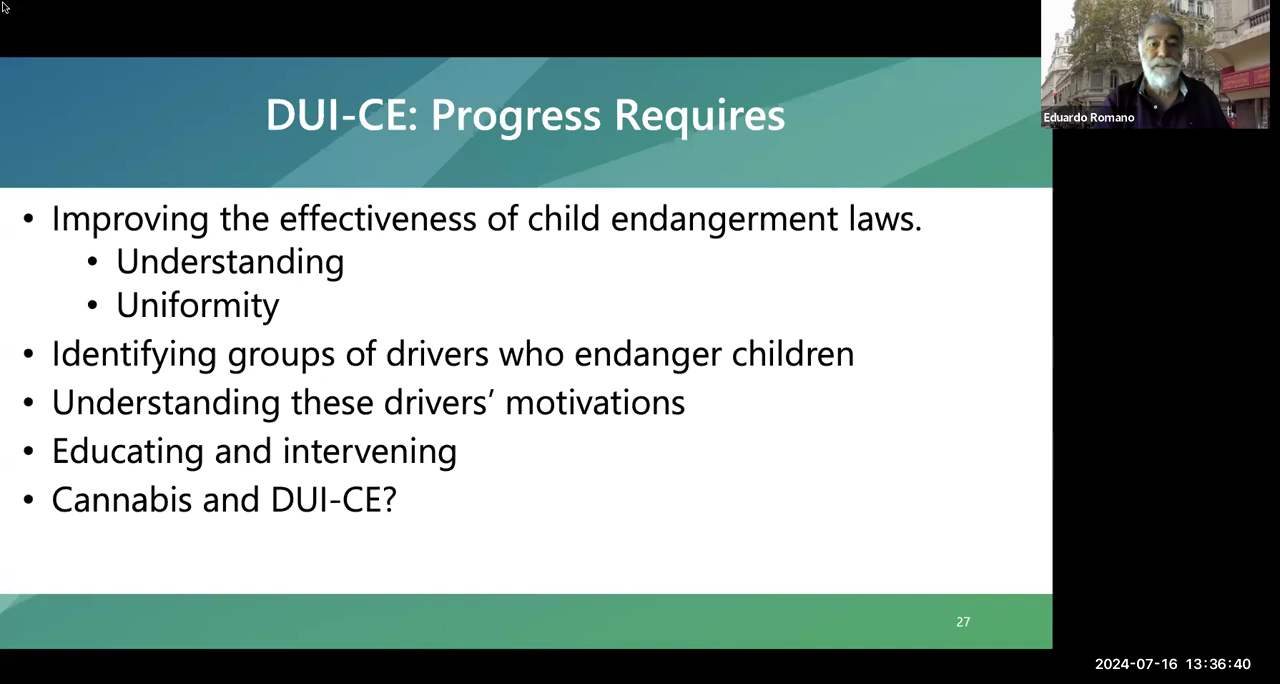 DUI-CE: Progress Requires
Eduardo Romano
• Improving the effectiveness of child endangerment laws.
• Understanding
• Uniformity
• Identifying groups of drivers who endanger children
• Understanding these drivers’ motivations
• Educating and intervening
• Cannabis and DUI-CE?
27
2024-07-16 13:36:40